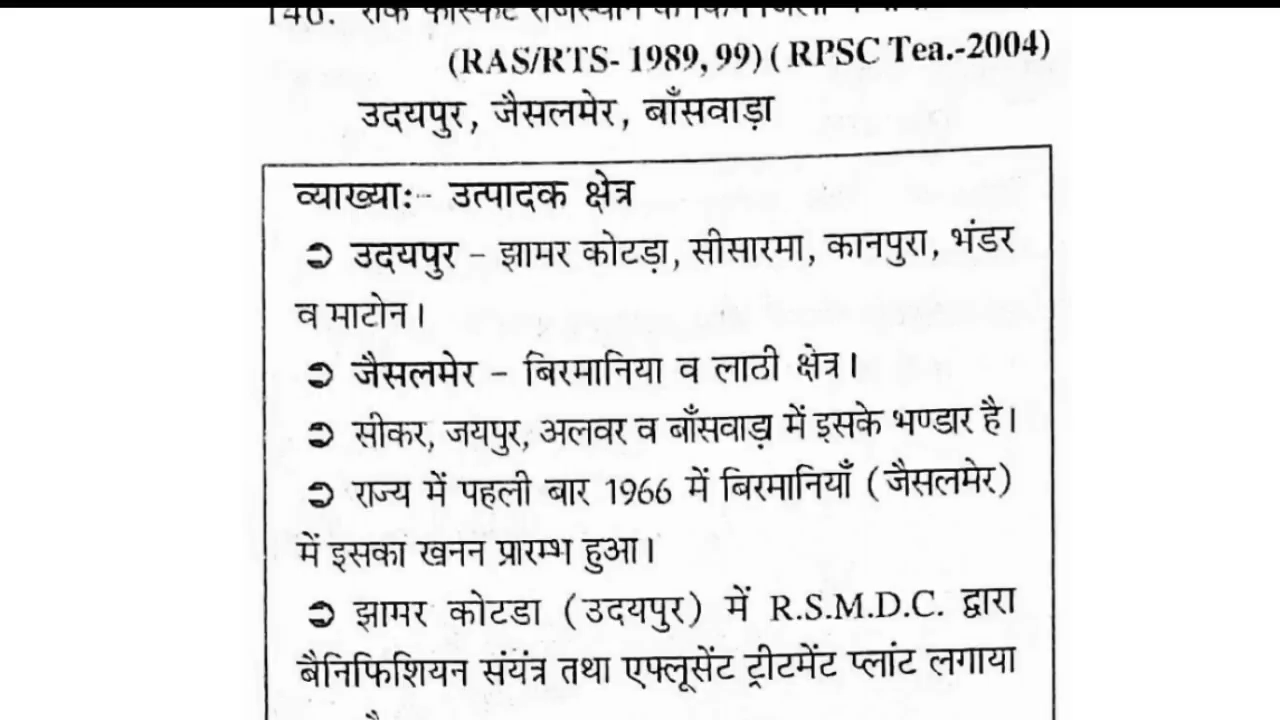 146. रॉक फॉस्फेट राजस्थान
(RAS/RTS- 1989, 99) ( RPSC Tea.-2004)
उदयपुर, जैसलमेर, बाँसवाड़ा
व्याख्याः- उत्पादक क्षेत्र
➲ उदयपुर – झामर कोटड़ा, सीसारमा, कानपुरा, भंडर
व माटोन।
➲ जैसलमेर – बिरमानिया व लाठी क्षेत्र।
➲ सीकर, जयपुर, अलवर व बाँसवाड़ा में इसके भण्डार है।
➲ राज्य में पहली बार 1966 में बिरमानियाँ (जैसलमेर)
में इसका खनन प्रारम्भ हुआ।
➲ झामर कोटडा (उदयपुर) में R.S.M.D.C. द्वारा
बैनिफिशियन संयंत्र तथा एफ्लूसेंट ट्रीटमेंट प्लांट लगाया